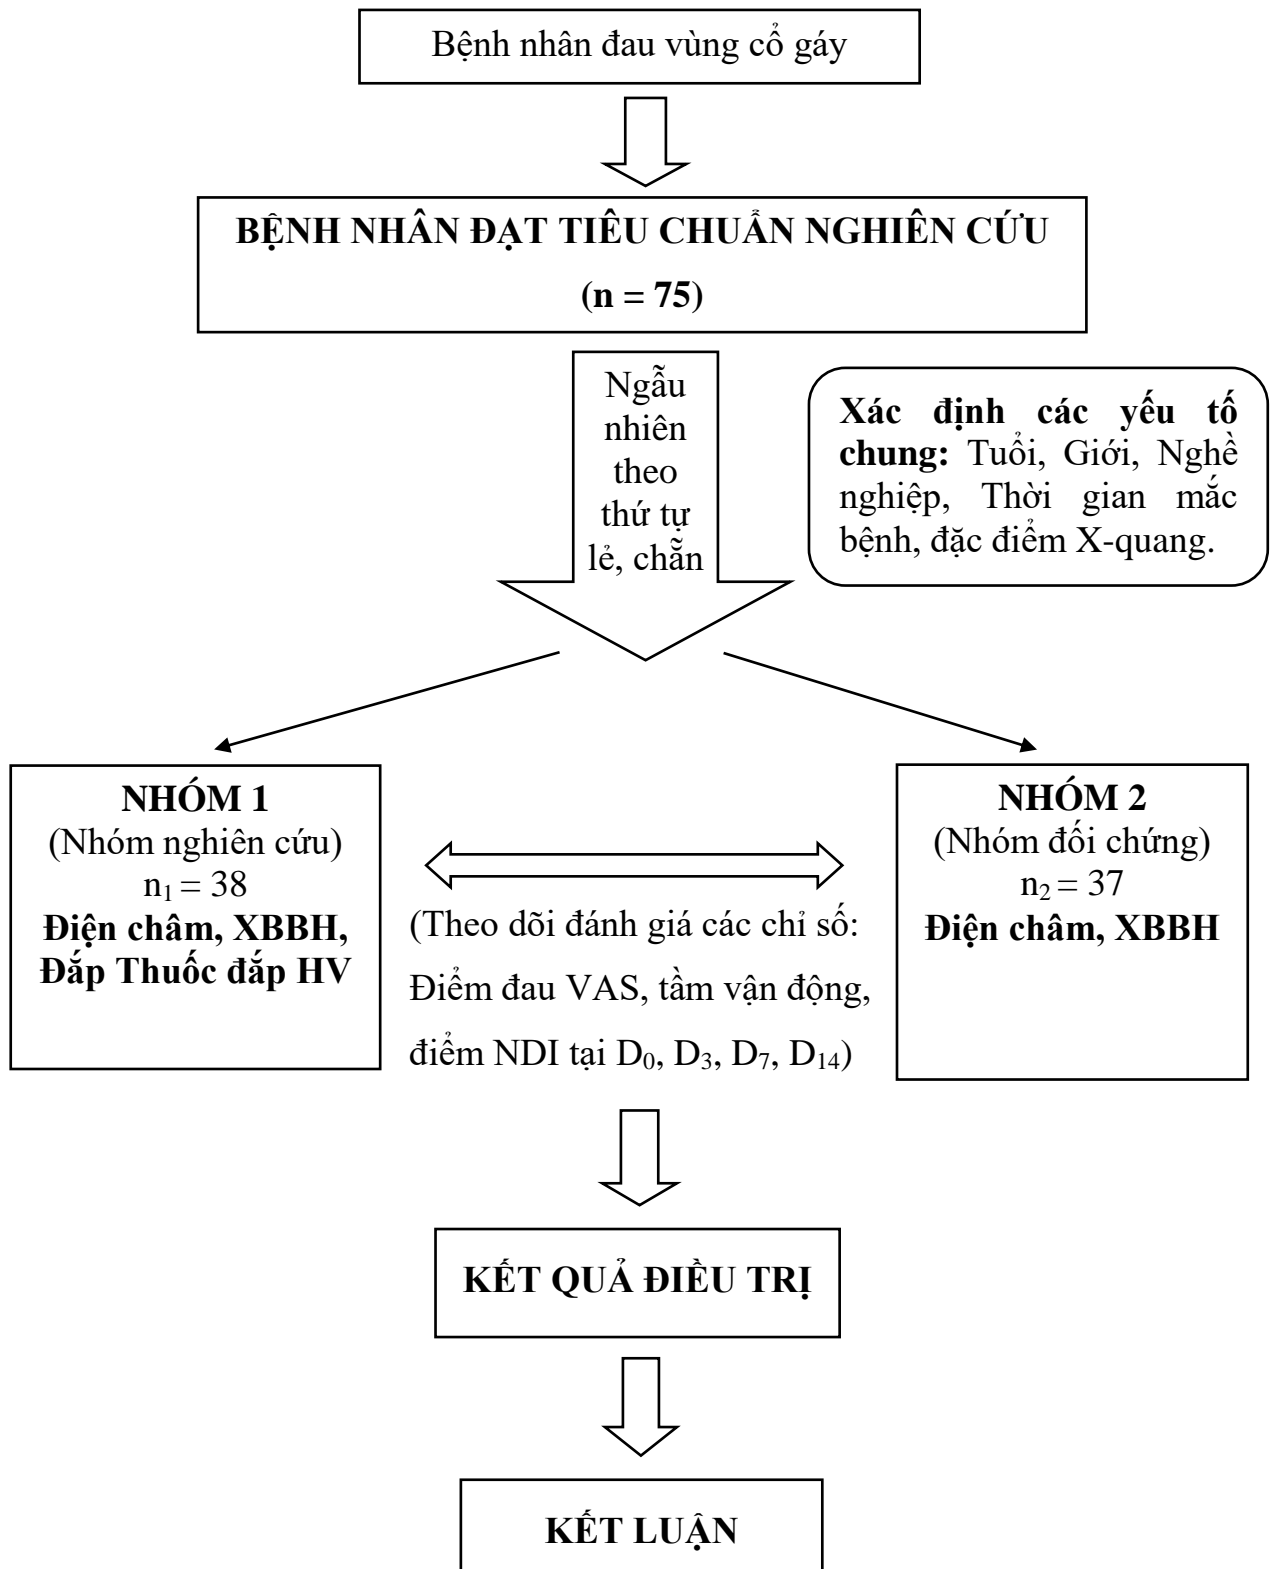 Bệnh nhân đau vùng cổ gáy
BỆNH NHÂN ĐẠT TIÊU CHUẨN NGHIÊN CỨU
(n = 75)
Ngẫu
nhiên
theo
thứ tự
lẻ, chẵn
Xác định các yếu tố
chung: Tuổi, Giới, Nghề
nghiệp, Thời gian mắc
bệnh, đặc điểm X-quang.
NHÓM 1
(Nhóm nghiên cứu)
n₁ = 38
Điện châm, XBBH,
Đắp Thuốc đắp HV
(Theo dõi đánh giá các chỉ số:
Điểm đau VAS, tầm vận động,
điểm NDI tại D₀, D₃, D₇, D₁₄)
NHÓM 2
(Nhóm đối chứng)
n₂ = 37
Điện châm, XBBH
KẾT QUẢ ĐIỀU TRỊ
KẾT LUẬN